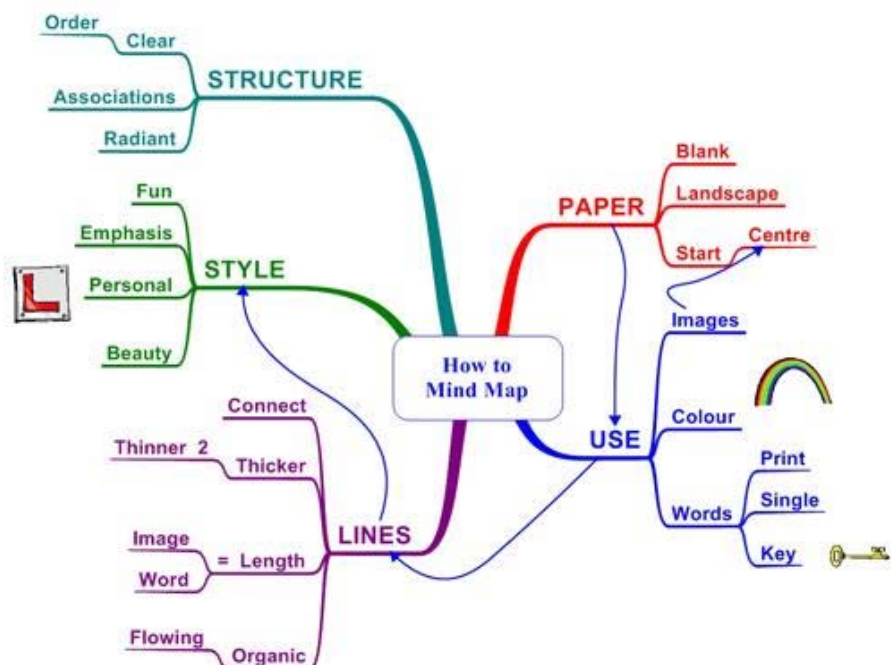 How to
Mind Map
PAPER
Blank
Landscape
Start
Centre
USE
Images
Colour
Words
Print
Single
Key
LINES
Connect
Thicker
Thinner 2
= Length
Image
Word
Organic
Flowing
STYLE
Fun
Emphasis
Personal
Beauty
L
STRUCTURE
Clear
Order
Associations
Radiant